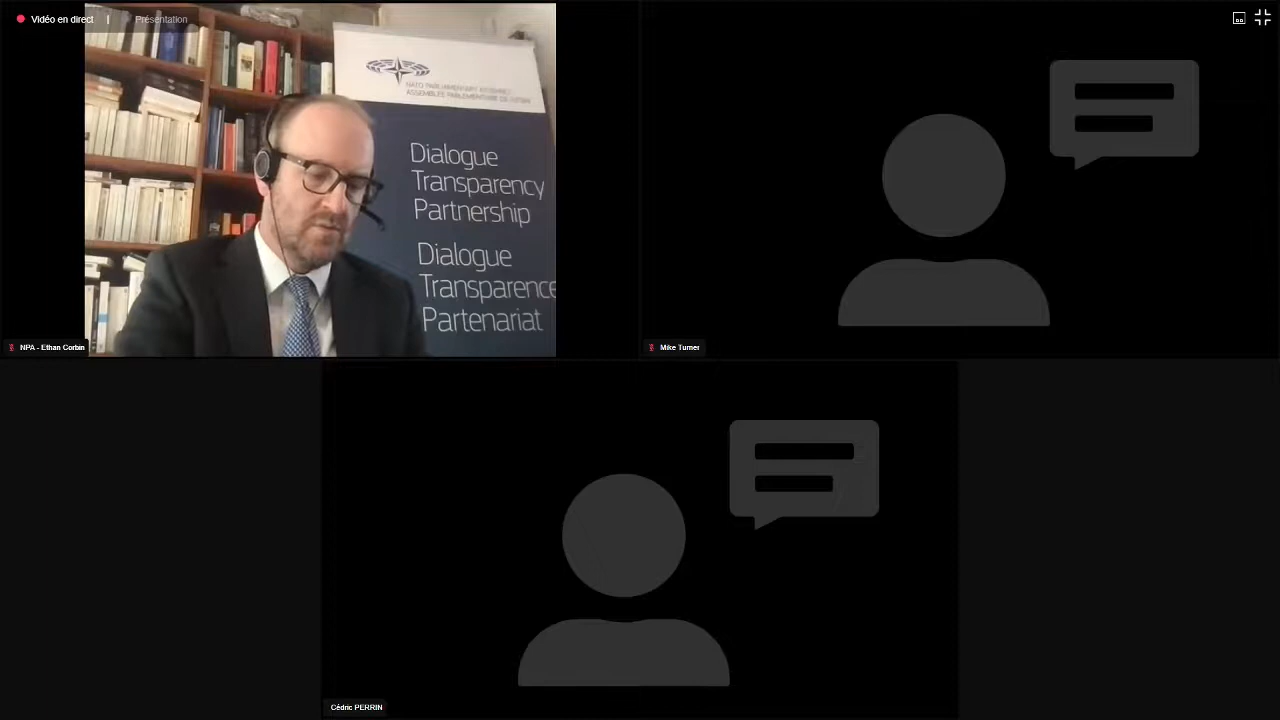 Vidéo en direct | Présentation
NATO PARLIAMENTARY ASSEMBLY
ASSEMBLÉE PARLEMENTAIRE DE L'OTAN
Dialogue
Transparency
Partnership
Dialogue
Transparence
Partenariat
NPA - Ethan Corbin
Mike Turner
Cédric PERRIN